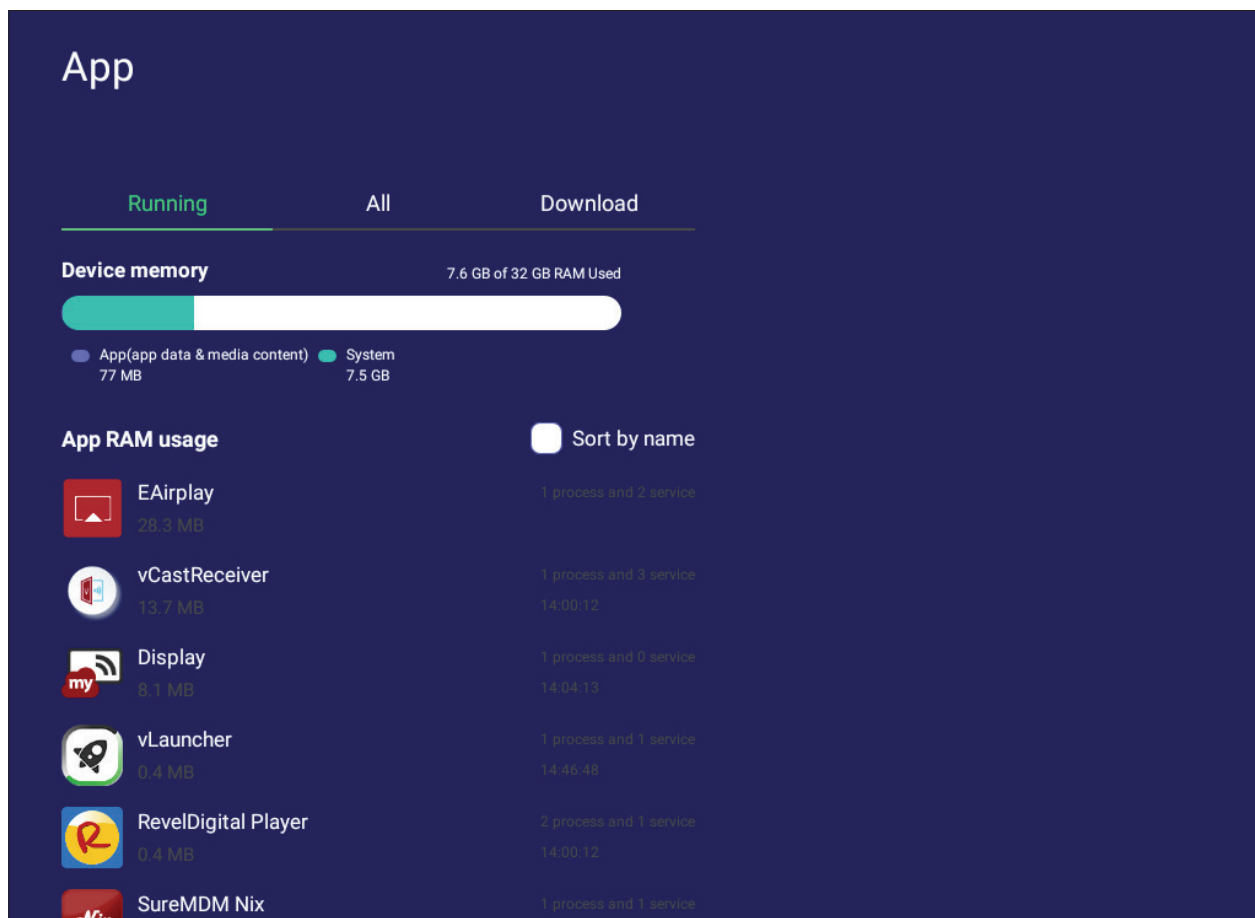 App
Running All Download
Device memory 7.6 GB of 32 GB RAM Used
App(app data & media content) System
77 MB 7.5 GB
App RAM usage Sort by name
EAirplay 1 process and 2 service
28.3 MB
vCastReceiver 1 process and 3 service
13.7 MB 14:00:12
my
Display 1 process and 0 service
8.1 MB 14:04:13
vLauncher 1 process and 1 service
0.4 MB 14:46:48
R
RevelDigital Player 2 process and 1 service
0.4 MB 14:00:12
SureMDM Nix 1 process and 1 service